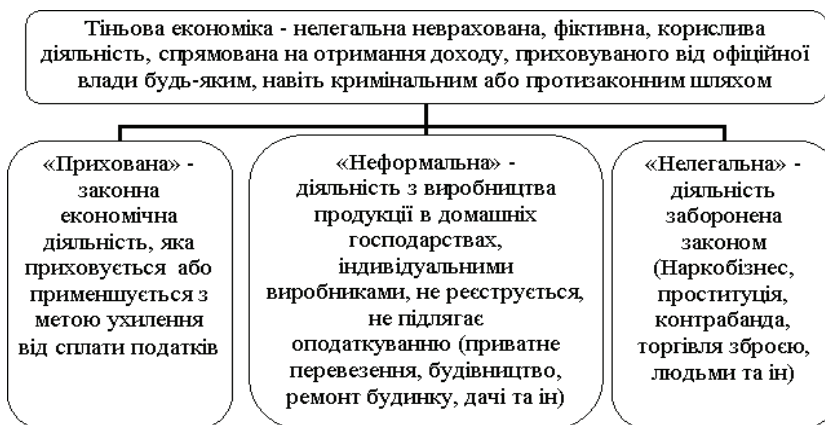 Тіньова економіка - нелегальна неврахована, фіктивна, корислива
діяльність, спрямована на отримання доходу, приховуваного від офіційної
влади будь-яким, навіть кримінальним або протизаконним шляхом
«Прихована» -
законна
економічна
діяльність, яка
приховується або
применшується з
метою ухилення
від сплати податків
«Неформальна» -
діяльність з виробництва
продукції в домашніх
господарствах,
індивідуальними
виробниками, не реєструється,
не підлягає
оподаткуванню (приватне
перевезення, будівництво,
ремонт будинку, дачі та ін)
«Нелегальна» -
діяльність
заборонена
законом
(Наркобізнес,
проституція,
контрабанда,
торгівля зброєю,
людьми та ін)